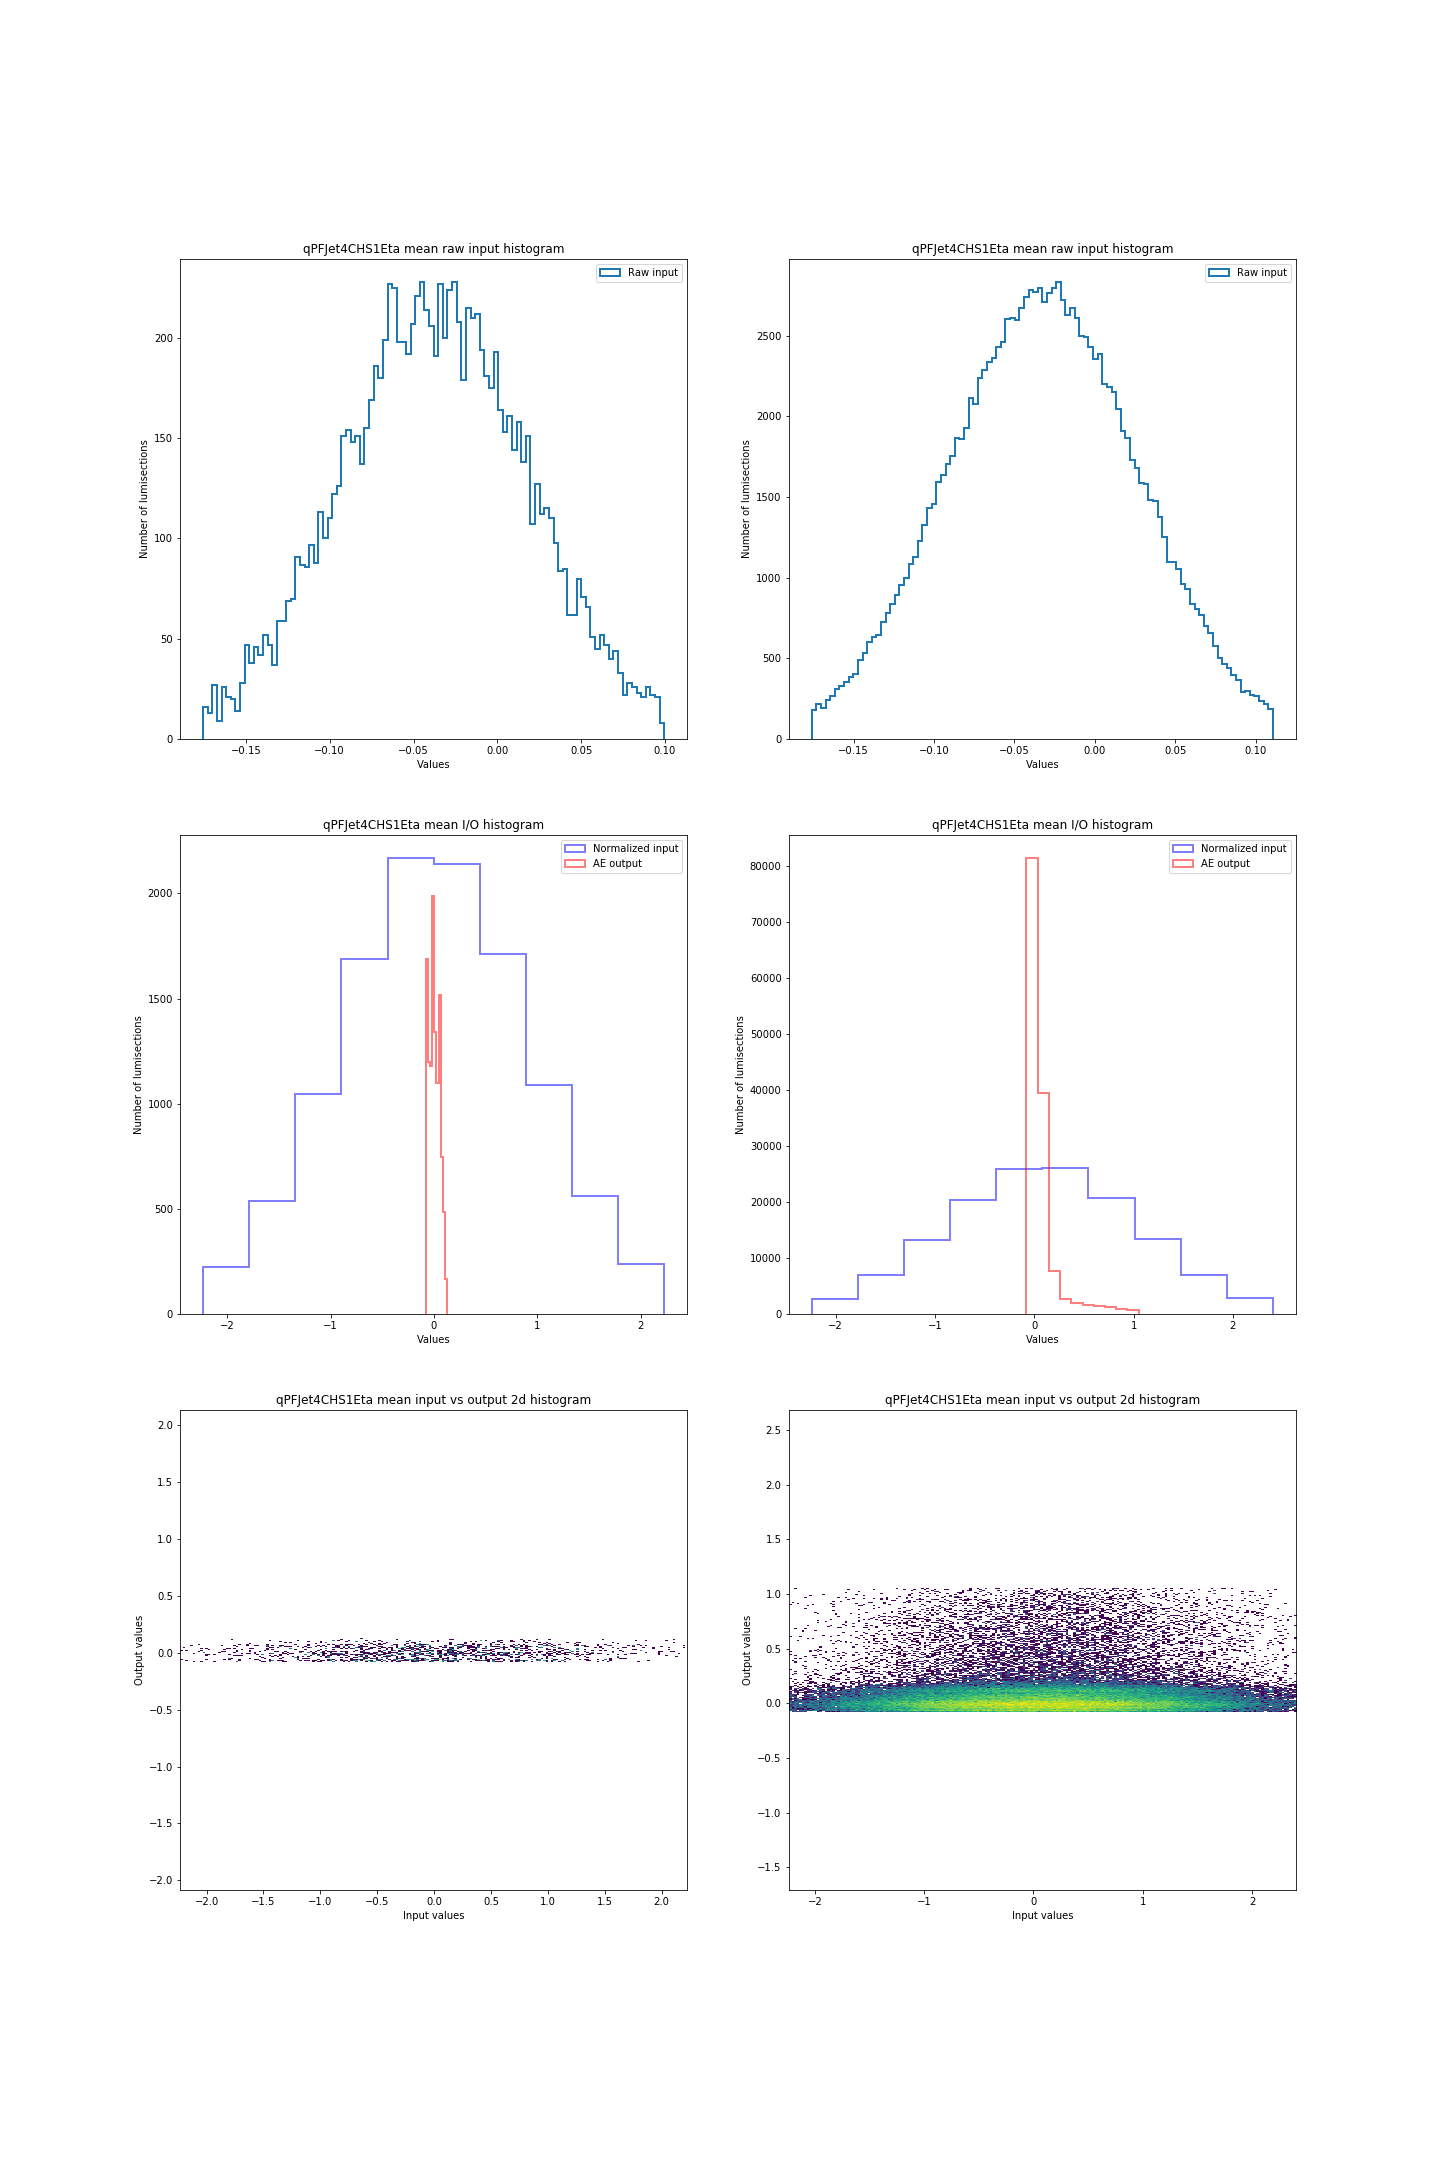 qPFJet4CHS1Eta mean raw input histogram
Raw input
200
150
100
50
0
Number of lumisections
−0.15 −0.10 −0.05 0.00 0.05 0.10
Values
qPFJet4CHS1Eta mean raw input histogram
Raw input
2500
2000
1500
1000
500
0
Number of lumisections
−0.15 −0.10 −0.05 0.00 0.05 0.10
Values
qPFJet4CHS1Eta mean I/O histogram
Normalized input
AE output
2000
1500
1000
500
0
Number of lumisections
−2 −1 0 1 2
Values
qPFJet4CHS1Eta mean I/O histogram
Normalized input
AE output
80000
70000
60000
50000
40000
30000
20000
10000
0
Number of lumisections
−2 −1 0 1 2
Values
qPFJet4CHS1Eta mean input vs output 2d histogram
2.0
1.5
1.0
0.5
0.0
−0.5
−1.0
−1.5
−2.0
Output values
−2.0 −1.5 −1.0 −0.5 0.0 0.5 1.0 1.5 2.0
Input values
qPFJet4CHS1Eta mean input vs output 2d histogram
2.5
2.0
1.5
1.0
0.5
0.0
−0.5
−1.0
−1.5
Output values
−2 −1 0 1 2
Input values